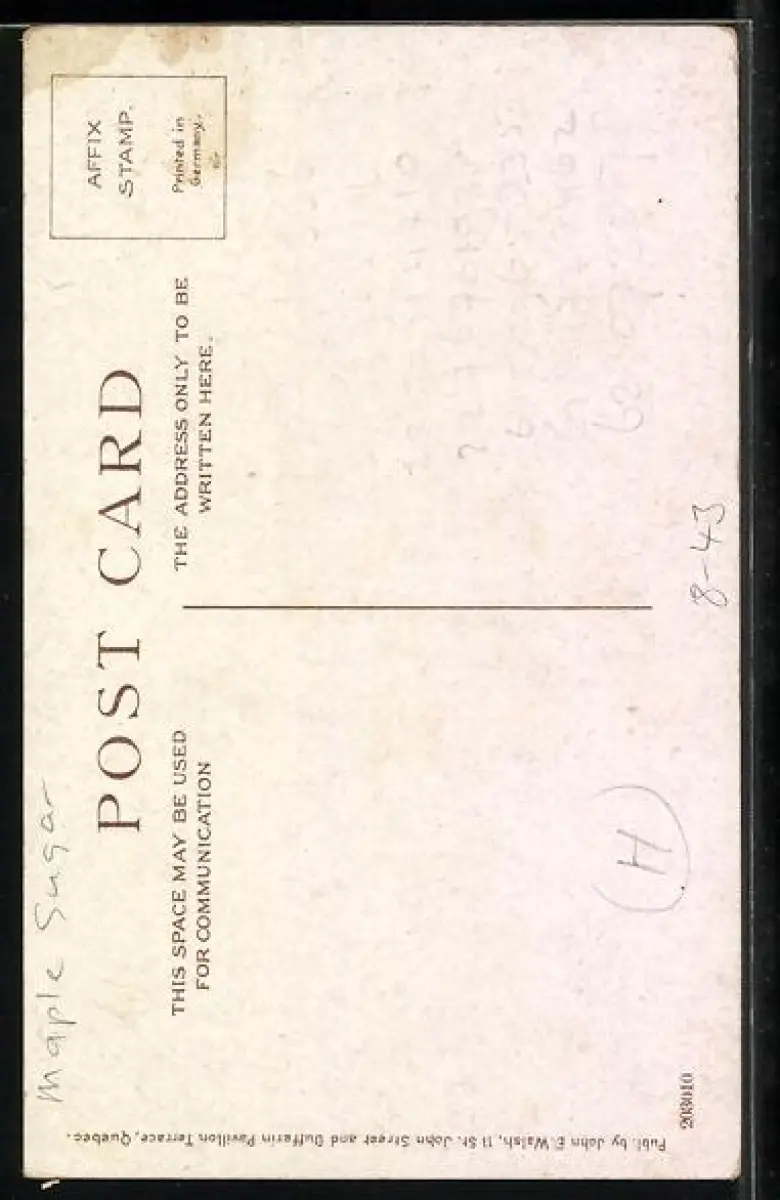 Maple Sugar
POST CARD
AFFIX
STAMP.
Printed in
Germany.
THIS SPACE MAY BE USED
FOR COMMUNICATION
THE ADDRESS ONLY TO BE
WRITTEN HERE.
Publ. by John E. Walsh, 11 St. John Street and Dufferin Pavilion Terrace, Quebec.
(H)
8-43
203010